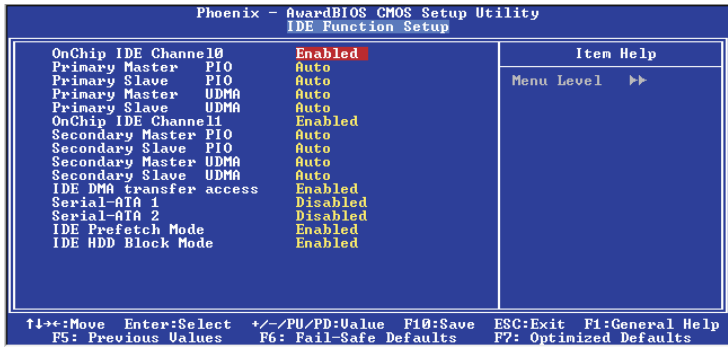 Phoenix - AwardBIOS CMOS Setup Utility
IDE Function Setup
OnChip IDE Channel0 Enabled
Primary Master PIO Auto
Primary Slave PIO Auto
Primary Master UDMA Auto
Primary Slave UDMA Auto
OnChip IDE Channel1 Enabled
Secondary Master PIO Auto
Secondary Slave PIO Auto
Secondary Master UDMA Auto
Secondary Slave UDMA Auto
IDE DMA transfer access Enabled
Serial-ATA 1 Disabled
Serial-ATA 2 Disabled
IDE Prefetch Mode Enabled
IDE HDD Block Mode Enabled
Item Help
Menu Level ▶▶
↑↓→←:Move Enter:Select +/-/PU/PD:Value F10:Save ESC:Exit F1:General Help
F5: Previous Values F6: Fail-Safe Defaults F7: Optimized Defaults